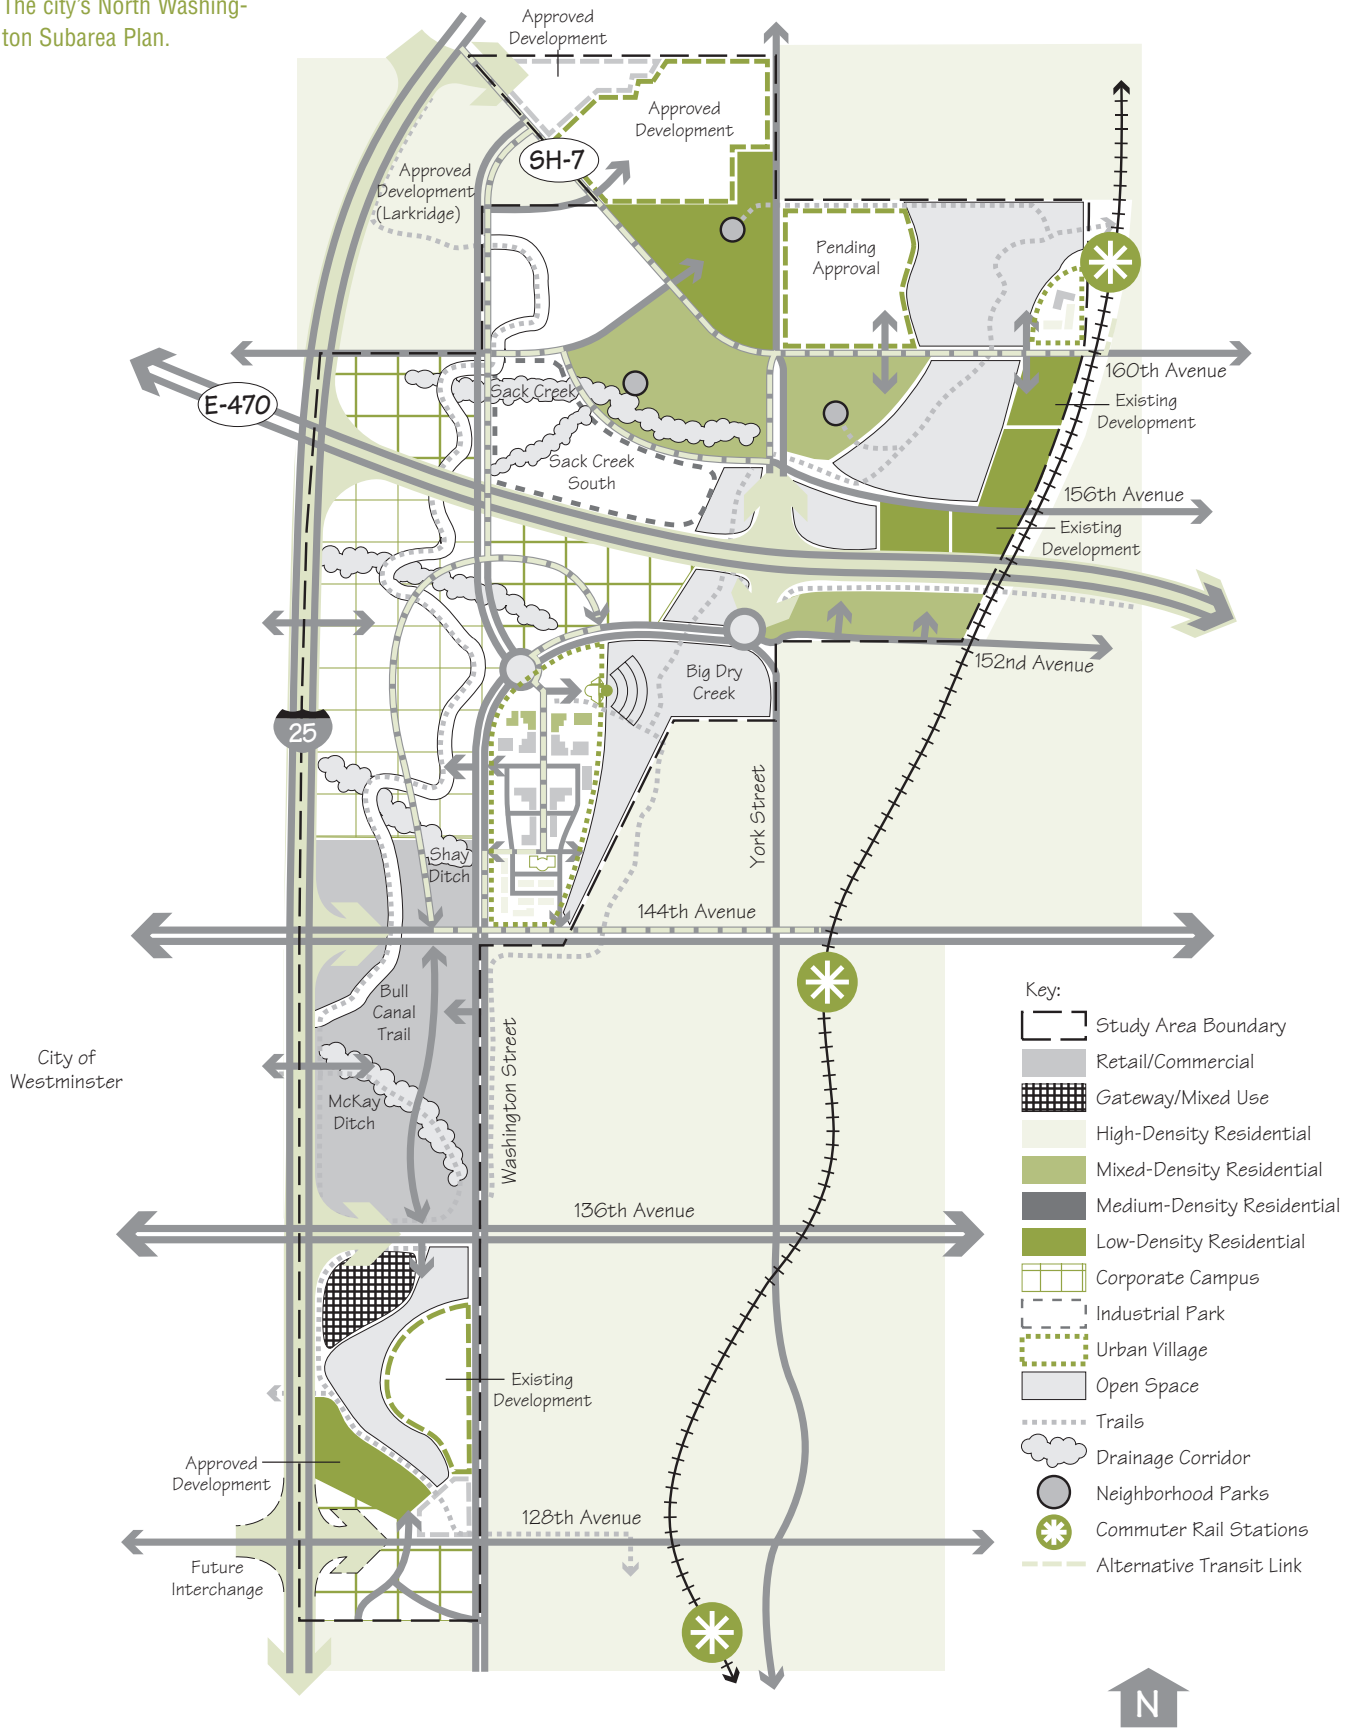 The city's North Washing-
ton Subarea Plan.
Approved
Development
Approved
Development
SH-7
Approved
Development
(Larkridge)
Pending
Approval
160th Avenue
E-470
Sack Creek
Existing
Development
Sack Creek
South
156th Avenue
Existing
Development
152nd Avenue
Big Dry
Creek
25
York Street
Shay
Ditch
144th Avenue
Bull
Canal
Trail
City of
Westminster
McKay
Ditch
Washington Street
136th Avenue
Existing
Development
Approved
Development
128th Avenue
Future
Interchange
Key:
Study Area Boundary
Retail/Commercial
Gateway/Mixed Use
High-Density Residential
Mixed-Density Residential
Medium-Density Residential
Low-Density Residential
Corporate Campus
Industrial Park
Urban Village
Open Space
Trails
Drainage Corridor
Neighborhood Parks
Commuter Rail Stations
Alternative Transit Link
N